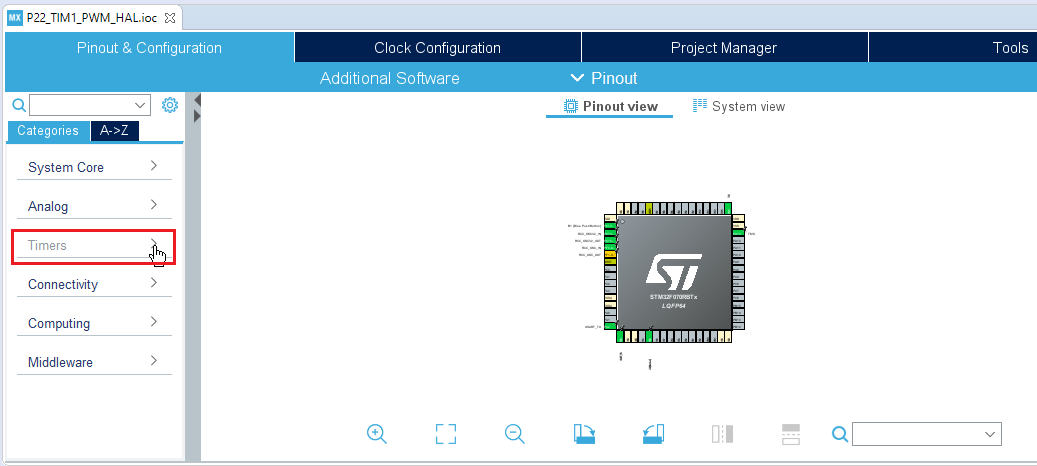 MX P22_TIM1_PWM_HAL.ioc
Pinout & Configuration
Clock Configuration
Project Manager
Tools
Additional Software
Pinout
Pinout view
System view
Categories
A->Z
System Core
Analog
Timers
Connectivity
Computing
Middleware
ST
STM32F070RBTx
LQFP64